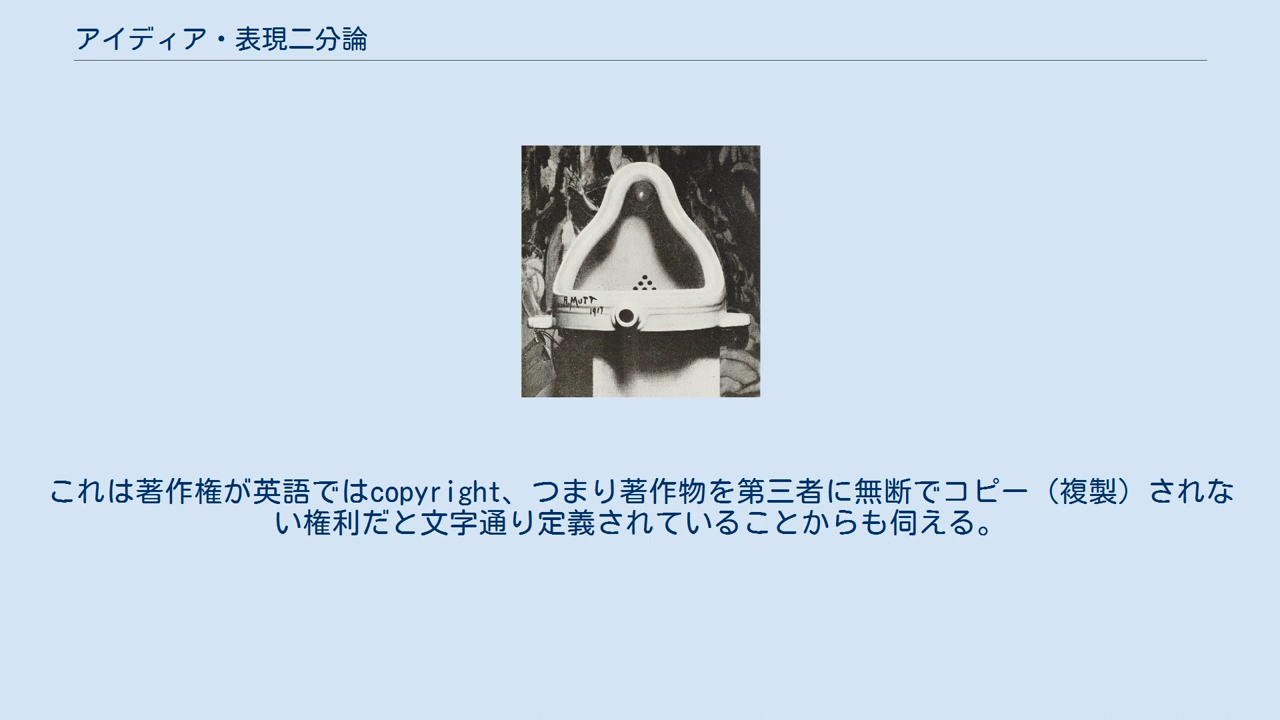 アイディア・表現二分論
R.MUTT
1917
これは著作権が英語ではcopyright、つまり著作物を第三者に無断でコピー（複製）されな
い権利だと文字通り定義されていることからも伺える。